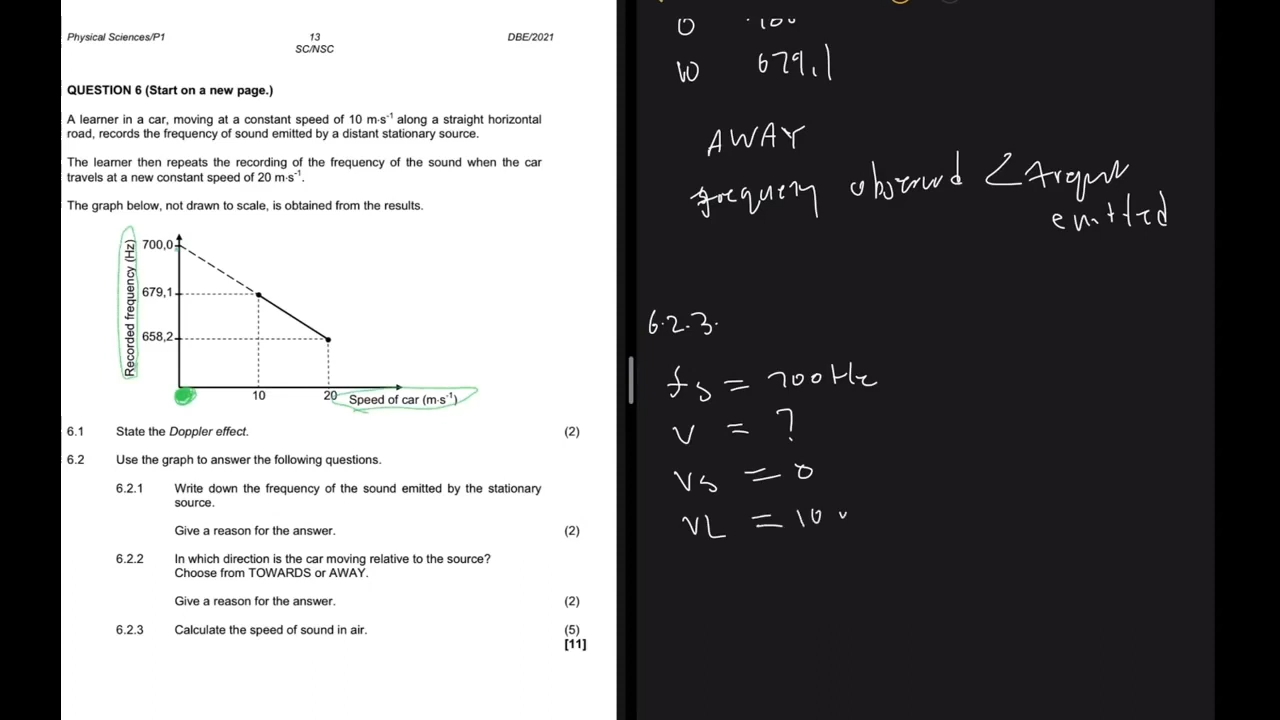 Physical Sciences/P1 13 DBE/2021
SC/NSC
QUESTION 6 (Start on a new page.)
A learner in a car, moving at a constant speed of 10 m·s⁻¹ along a straight horizontal
road, records the frequency of sound emitted by a distant stationary source.
The learner then repeats the recording of the frequency of the sound when the car
travels at a new constant speed of 20 m·s⁻¹.
The graph below, not drawn to scale, is obtained from the results.
Recorded frequency (Hz)
700,0
679,1
658,2
10
20
Speed of car (m·s⁻¹)
6.1 State the Doppler effect. (2)
6.2 Use the graph to answer the following questions.
6.2.1 Write down the frequency of the sound emitted by the stationary
source.
Give a reason for the answer. (2)
6.2.2 In which direction is the car moving relative to the source?
Choose from TOWARDS or AWAY.
Give a reason for the answer. (2)
6.2.3 Calculate the speed of sound in air. (5)
[11]
10 679,1
AWAY
frequency observed <
emitted
6.2.3.
fs = 700Hz
v = ?
vs = 0
vL = 10